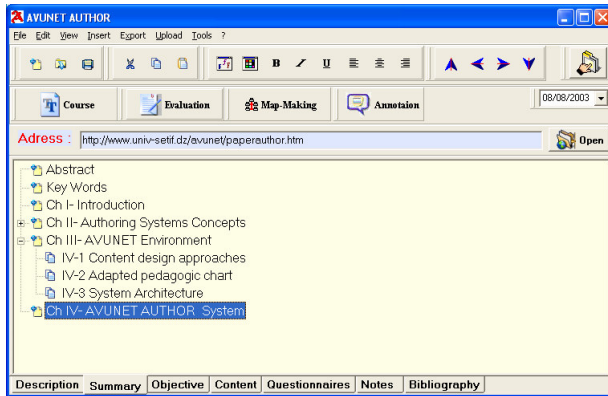 AVUNET AUTHOR
File Edit View Insert Export Upload Tools ?
B I U
Course Evaluation Map-Making Annotaion 08/08/2003
Adress : http://www.univ-setif.dz/avunet/paperauthor.htm Open
Abstract
Key Words
Ch I- Introduction
Ch II- Authoring Systems Concepts
Ch III- AVUNET Environment
IV-1 Content design approaches
IV-2 Adapted pedagogic chart
IV-3 System Architecture
Ch IV- AVUNET AUTHOR System
Description Summary Objective Content Questionnaires Notes Bibliography